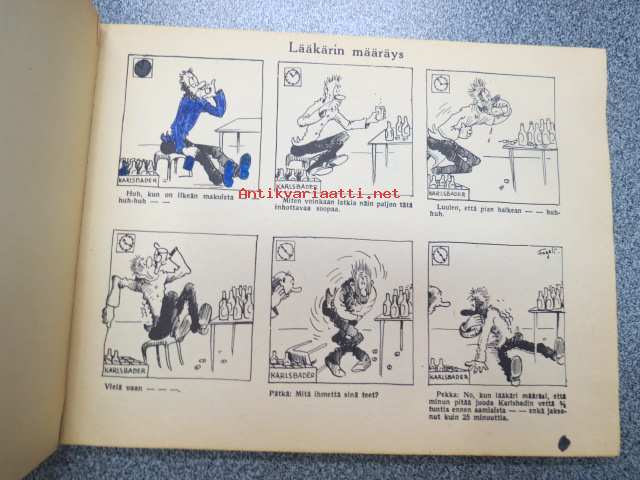 Lääkärin määräys
KARLSBADER
Huh, kun on ilkeän makuista
huh-huh — —
KARLSBADER
Miten voinkaan latkia näin paljon tätä
inhottavaa soopaa.
KARLSBADER
Luulen, että pian halkean — — huh-
huh.
Antikvariaatti.net
KARLSBADER
Vielä vaan — — —.
KARLSBADER
Pätkä: Mitä ihmettä sinä teet?
KARLSBADER
Pekka: No, kun lääkäri määräsi, että
minun pitää juoda Karlsbadin vettä ½
tuntia ennen aamiaista — — enkä jaksa-
nut kuin 25 minuuttia.